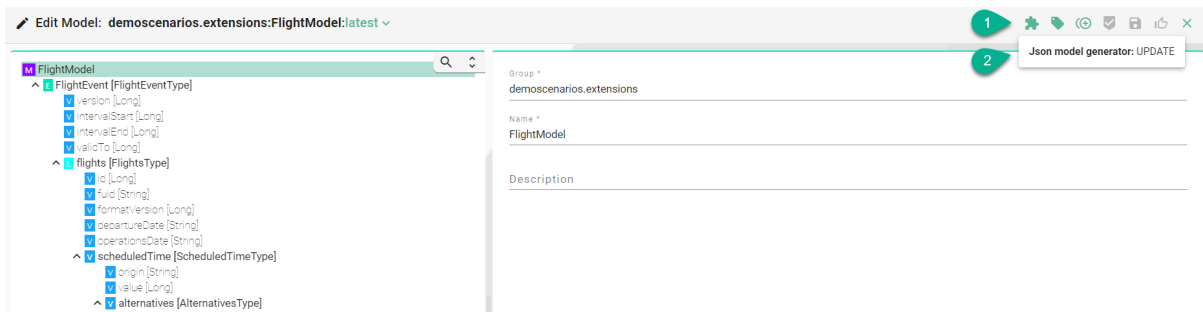 Edit Model: demoscenarios.extensions:FlightModel:latest
1
Json model generator: UPDATE
2
M FlightModel
E FlightEvent [FlightEventType]
V version [Long]
V intervalStart [Long]
V intervalEnd [Long]
V validTo [Long]
E flights [FlightsType]
V id [Long]
V fuid [String]
V formatVersion [Long]
V departureDate [String]
V operationsDate [String]
V scheduledTime [ScheduledTimeType]
V origin [String]
V value [Long]
V alternatives [AlternativesType]
Group *
demoscenarios.extensions
Name *
FlightModel
Description